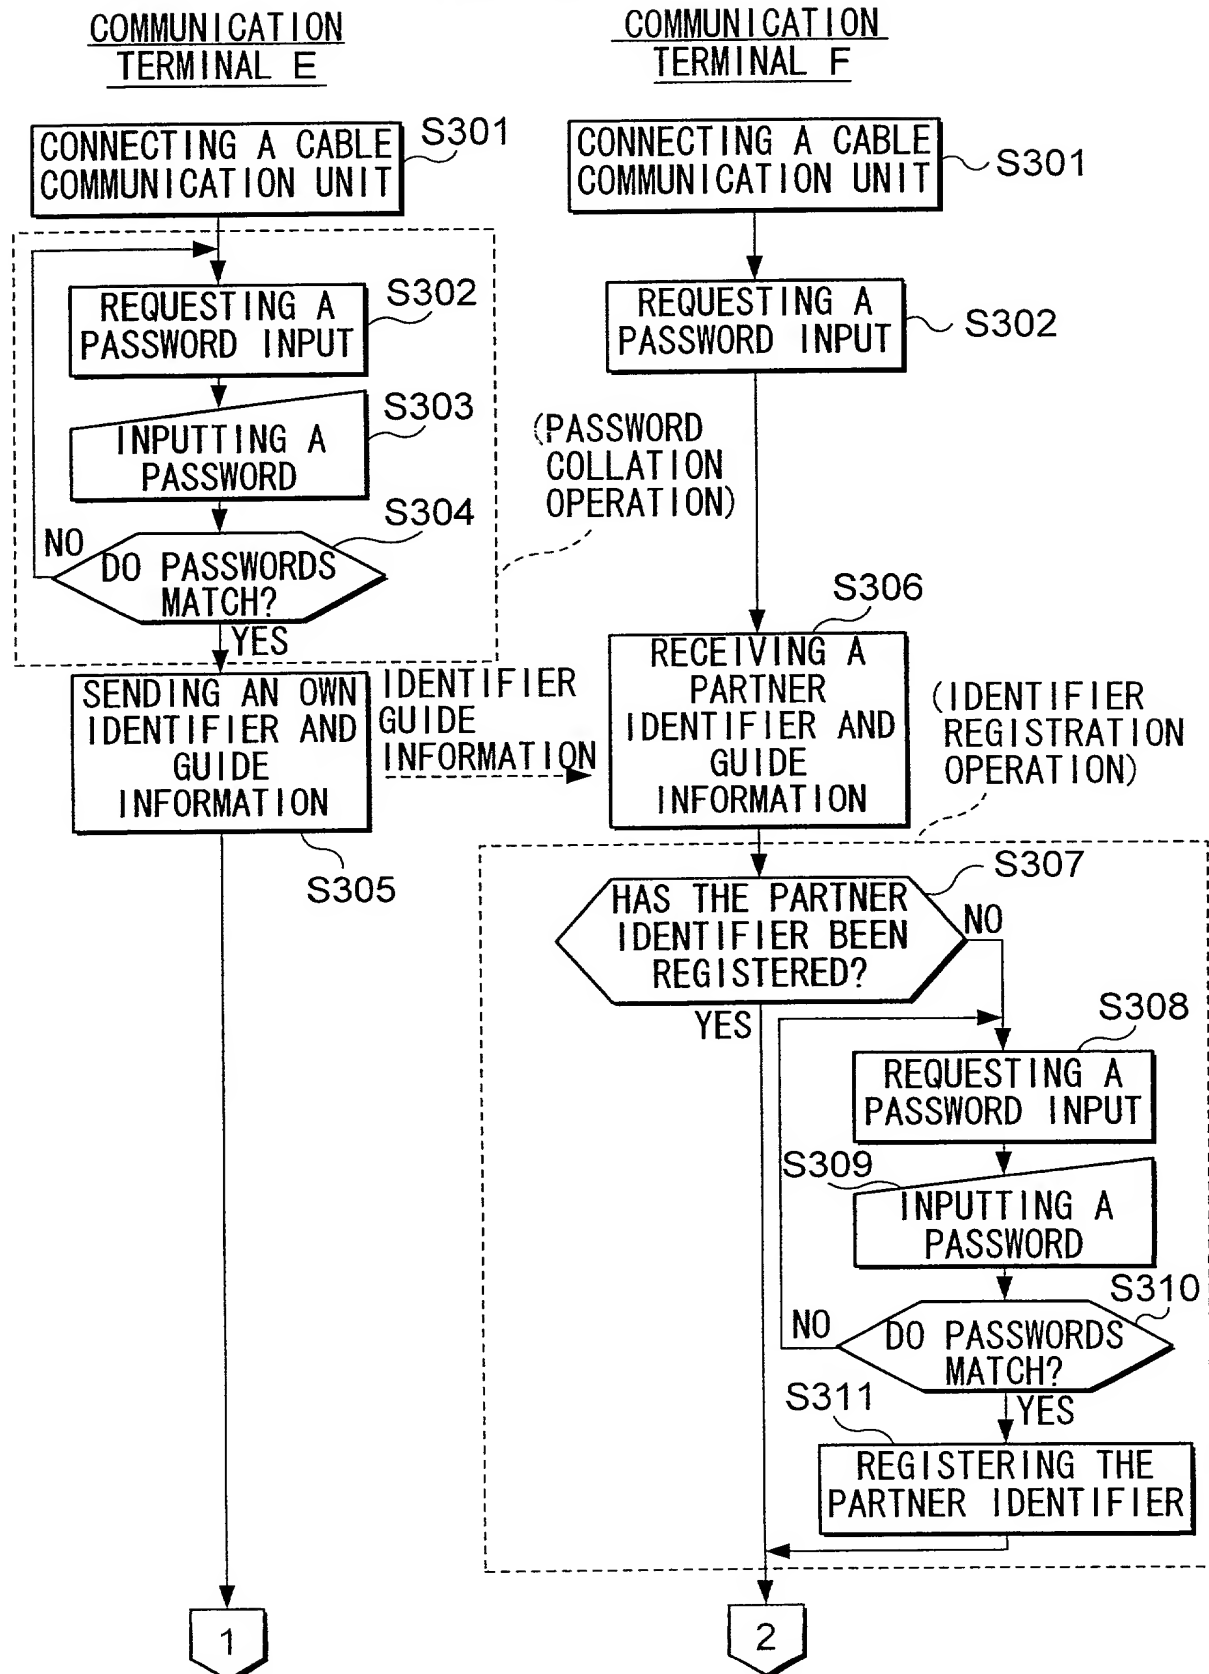 COMMUNICATION
TERMINAL E
COMMUNICATION
TERMINAL F
CONNECTING A CABLE
COMMUNICATION UNIT
S301
CONNECTING A CABLE
COMMUNICATION UNIT
S301
REQUESTING A
PASSWORD INPUT
S302
REQUESTING A
PASSWORD INPUT
S302
INPUTTING A
PASSWORD
S303
(PASSWORD
COLLATION
OPERATION)
DO PASSWORDS
MATCH?
S304
NO
YES
SENDING AN OWN
IDENTIFIER AND
GUIDE
INFORMATION
S305
IDENTIFIER
GUIDE
INFORMATION
RECEIVING A
PARTNER
IDENTIFIER AND
GUIDE
INFORMATION
S306
(IDENTIFIER
REGISTRATION
OPERATION)
HAS THE PARTNER
IDENTIFIER BEEN
REGISTERED?
S307
NO
YES
REQUESTING A
PASSWORD INPUT
S308
S309
INPUTTING A
PASSWORD
DO PASSWORDS
MATCH?
S310
NO
YES
S311
REGISTERING THE
PARTNER IDENTIFIER
1
2